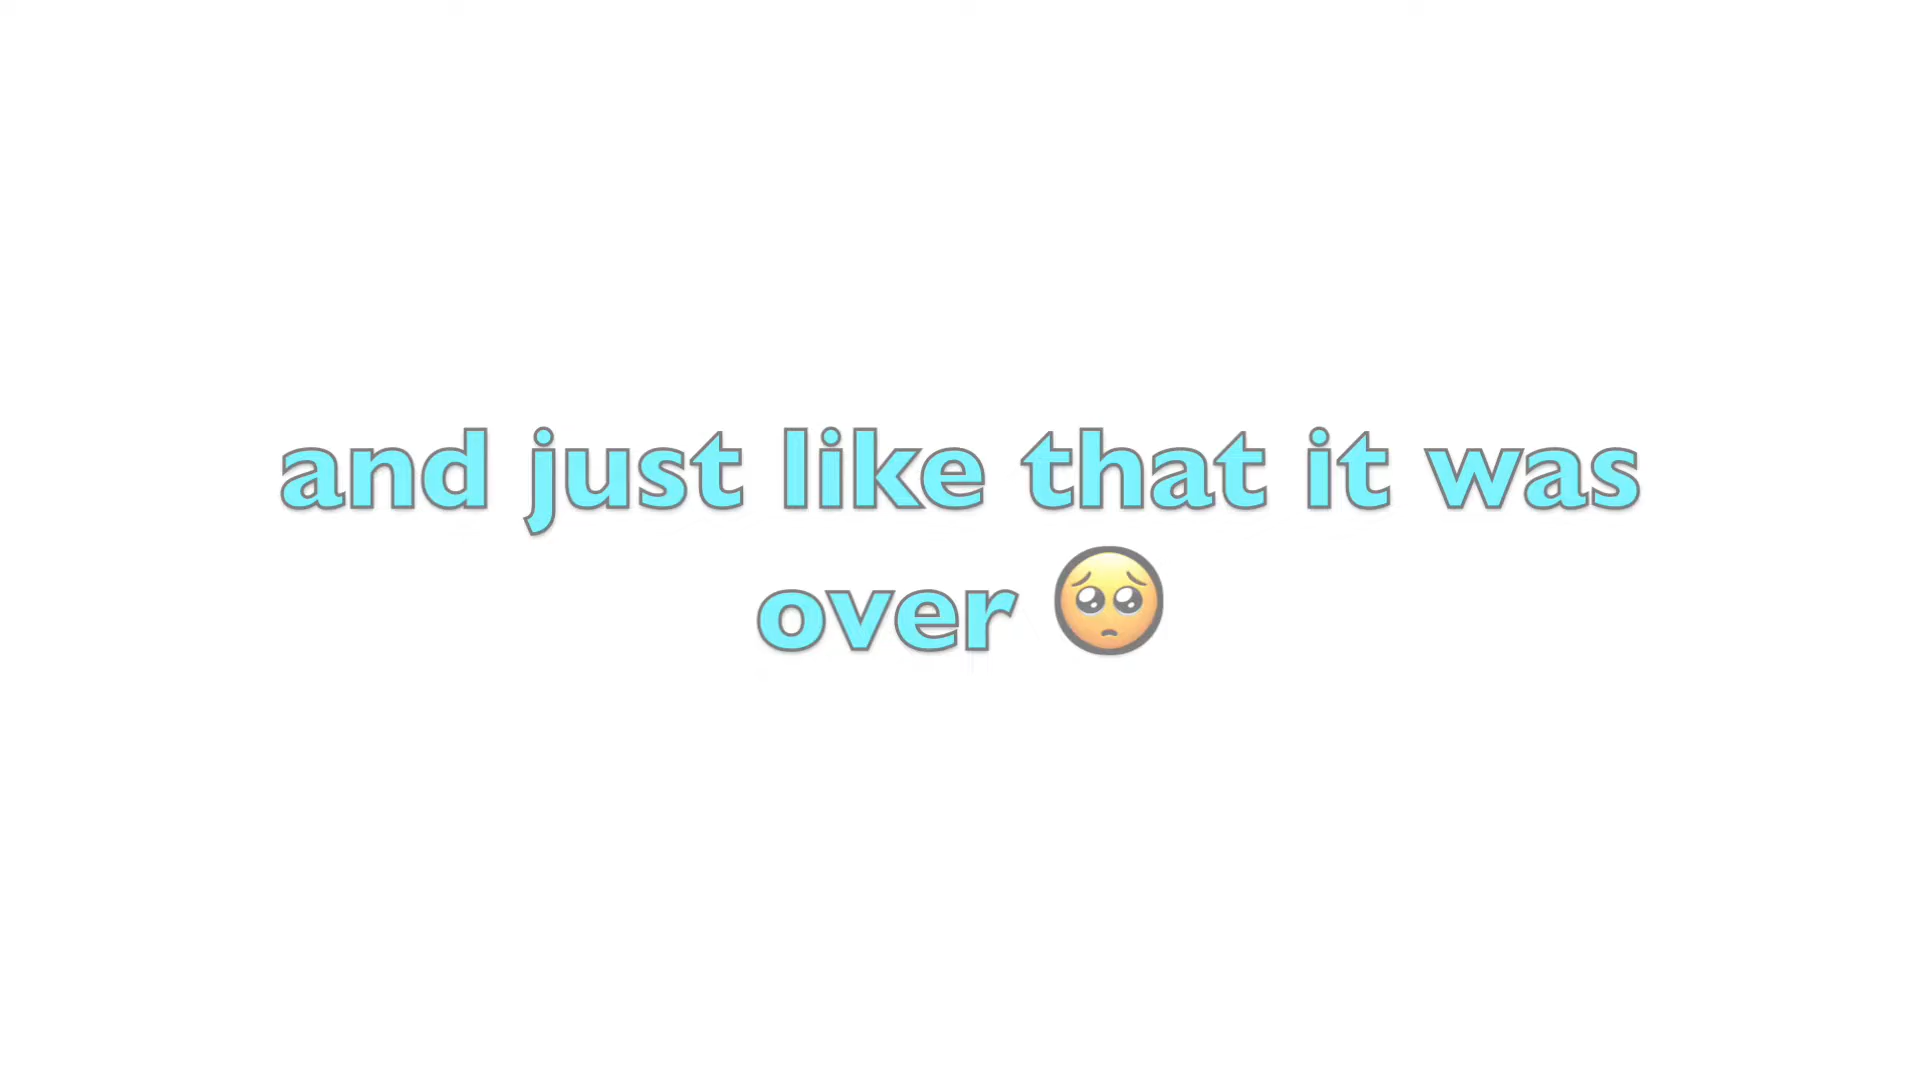 and just like that it was
over 🥺